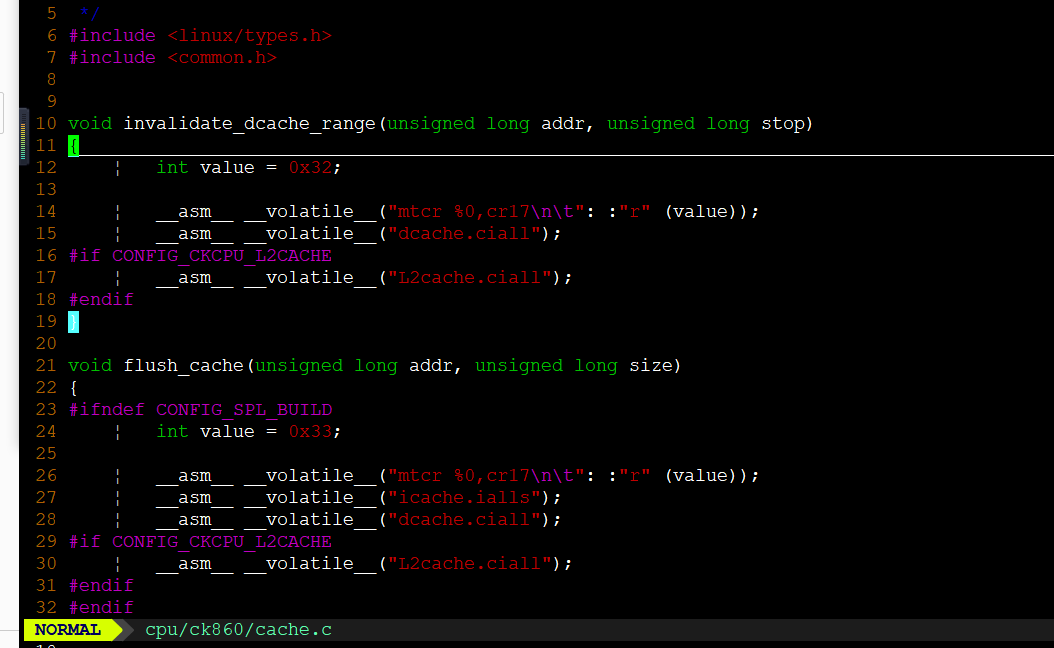 5 */
6 #include <linux/types.h>
7 #include <common.h>
8
9
10 void invalidate_dcache_range(unsigned long addr, unsigned long stop)
11 {
12 ¦ int value = 0x32;
13
14 ¦ __asm__ __volatile__("mtcr %0,cr17\n\t": :"r" (value));
15 ¦ __asm__ __volatile__("dcache.ciall");
16 #if CONFIG_CKCPU_L2CACHE
17 ¦ __asm__ __volatile__("L2cache.ciall");
18 #endif
19 }
20
21 void flush_cache(unsigned long addr, unsigned long size)
22 {
23 #ifndef CONFIG_SPL_BUILD
24 ¦ int value = 0x33;
25
26 ¦ __asm__ __volatile__("mtcr %0,cr17\n\t": :"r" (value));
27 ¦ __asm__ __volatile__("icache.ialls");
28 ¦ __asm__ __volatile__("dcache.ciall");
29 #if CONFIG_CKCPU_L2CACHE
30 ¦ __asm__ __volatile__("L2cache.ciall");
31 #endif
32 #endif
NORMAL cpu/ck860/cache.c